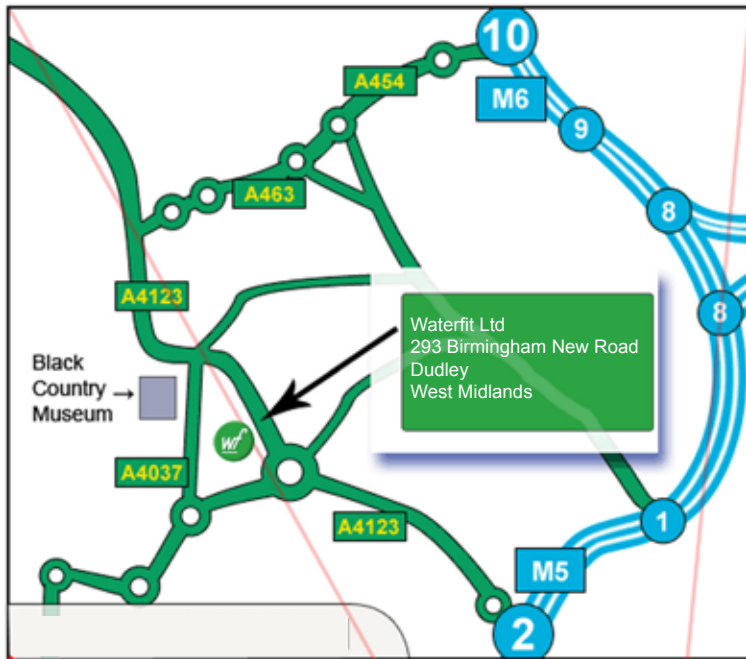 10
A454
M6
9
A463
8
A4123
8
Waterfit Ltd
293 Birmingham New Road
Dudley
West Midlands
Black
Country →
Museum
wf
A4037
A4123
1
M5
2